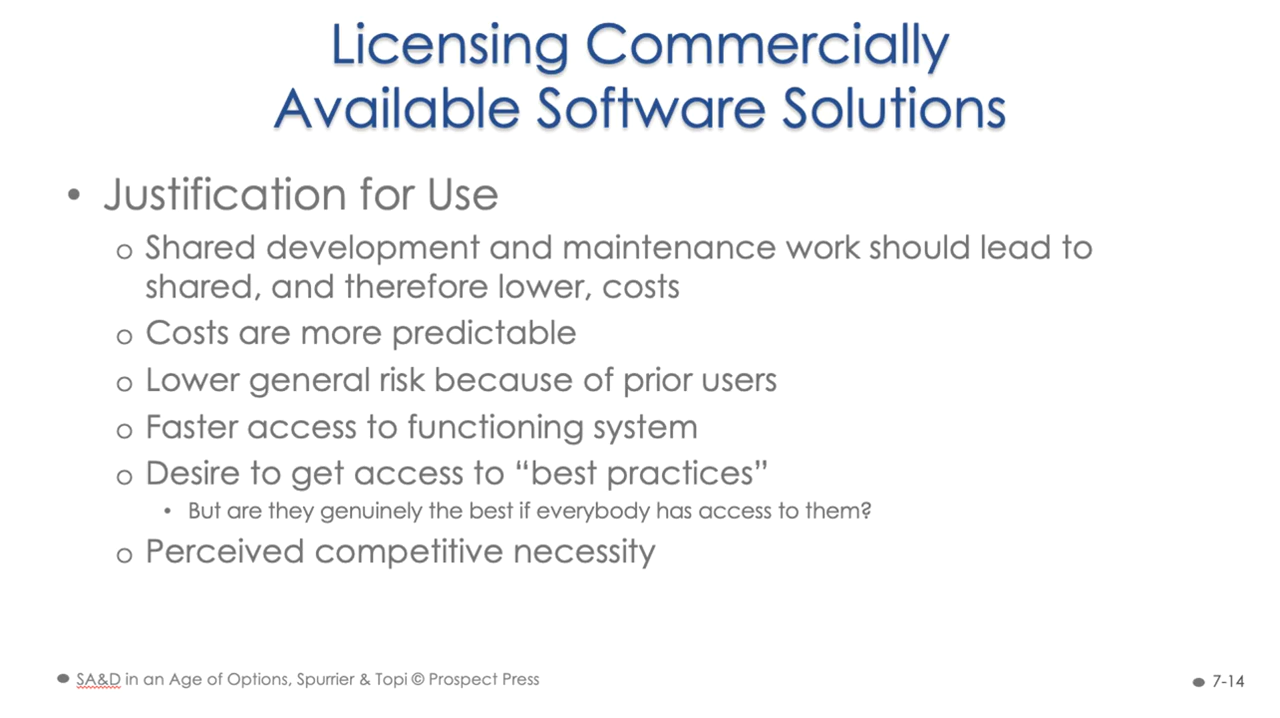 Licensing Commercially
Available Software Solutions
• Justification for Use
o Shared development and maintenance work should lead to
shared, and therefore lower, costs
o Costs are more predictable
o Lower general risk because of prior users
o Faster access to functioning system
o Desire to get access to “best practices”
• But are they genuinely the best if everybody has access to them?
o Perceived competitive necessity
● SA&D in an Age of Options, Spurrier & Topi © Prospect Press
● 7-14